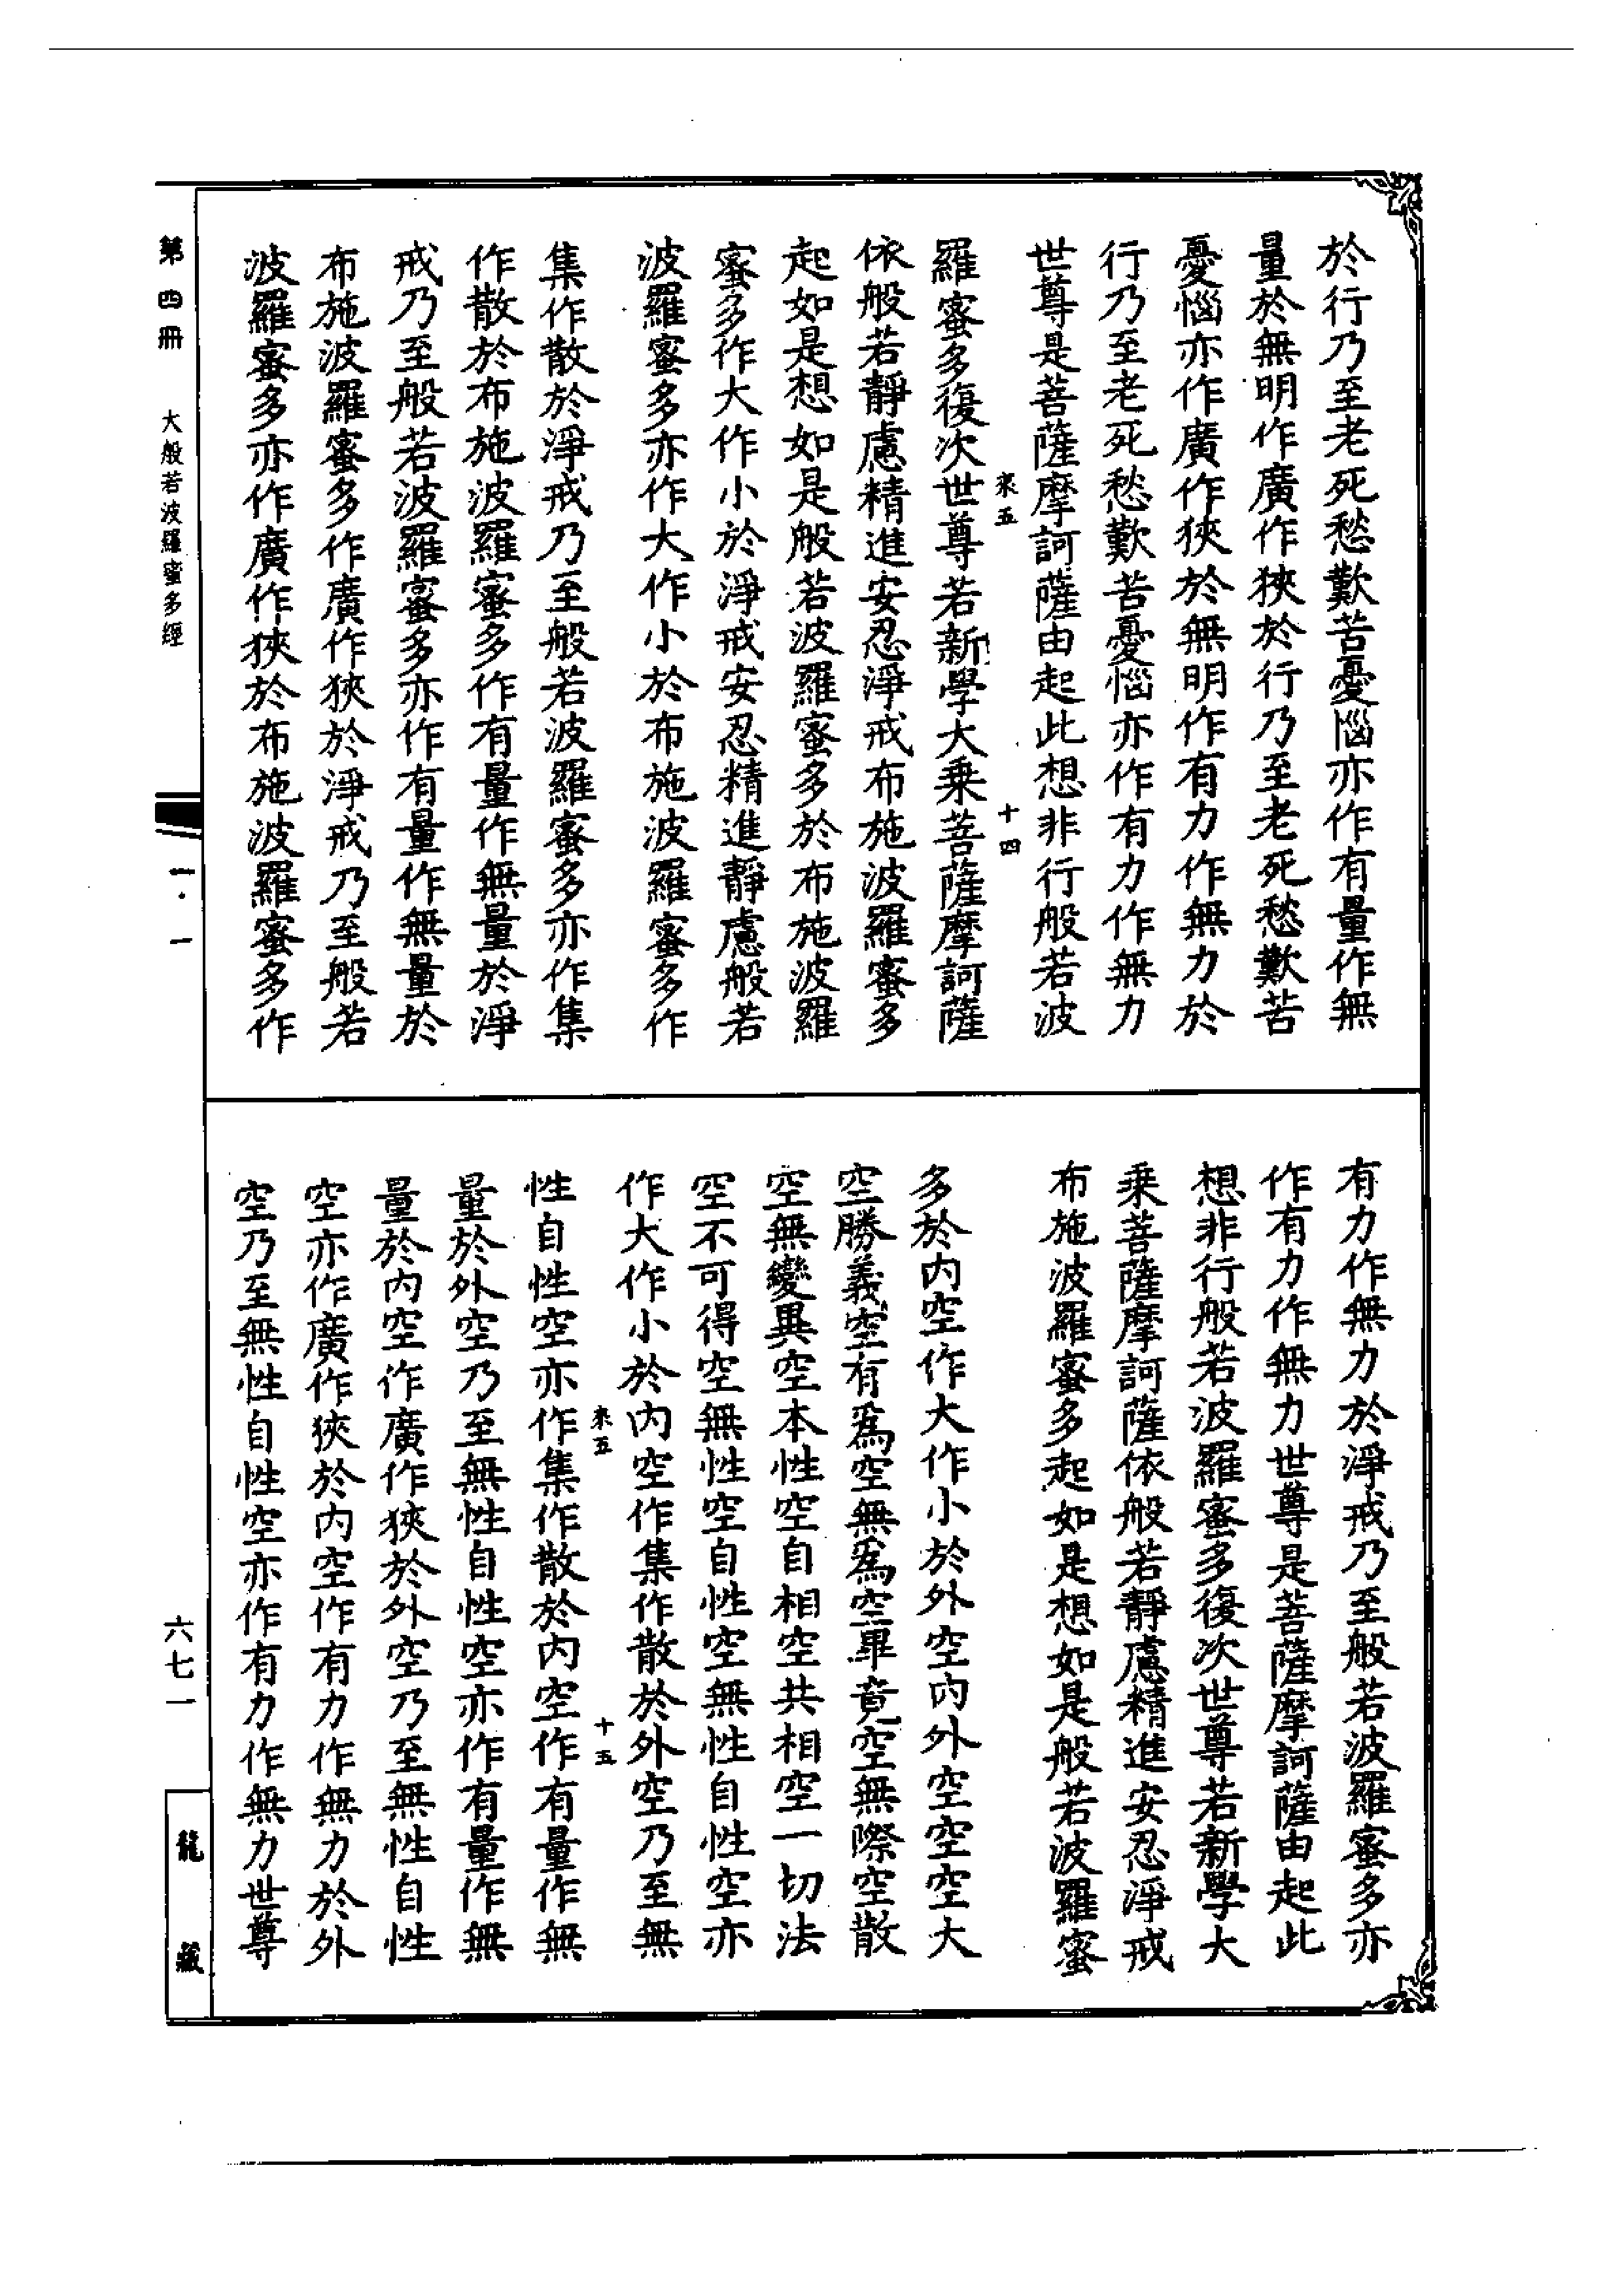 於行乃至老死愁歎苦憂惱亦作有量作無
量於無明作廣作狹於行乃至老死愁歎苦
憂惱亦作廣作狹於無明作有力作無力於
行乃至老死愁歎苦憂惱亦作有力作無力
世尊是菩薩摩訶薩由起此想非行般若波
羅蜜多復次世尊若新學大乘菩薩摩訶薩
依般若靜慮精進安忍淨戒布施波羅蜜多
起如是想如是般若波羅蜜多於布施波羅
蜜多作大作小於淨戒安忍精進靜慮般若
波羅蜜多亦作大作小於布施波羅蜜多作
集作散於淨戒乃至般若波羅蜜多亦作集
作散於布施波羅蜜多作有量作無量於淨
戒乃至般若波羅蜜多亦作有量作無量於
布施波羅蜜多作廣作狹於淨戒乃至般若
波羅蜜多亦作廣作狹於布施波羅蜜多作
來五
十四
有力作無力於淨戒乃至般若波羅蜜多亦
作有力作無力世尊是菩薩摩訶薩由起此
想非行般若波羅蜜多復次世尊若新學大
乘菩薩摩訶薩依般若靜慮精進安忍淨戒
布施波羅蜜多起如是想如是般若波羅蜜
多於內空作大作小於外空內外空空空大
空勝義空有為空無為空畢竟空無際空散
空無變異空本性空自相空共相空一切法
空不可得空無性空自性空無性自性空亦
作大作小於內空作集作散於外空乃至無
性自性空亦作集作散於內空作有量作無
量於外空乃至無性自性空亦作有量作無
量於內空作廣作狹於外空乃至無性自性
空亦作廣作狹於內空作有力作無力於外
空乃至無性自性空亦作有力作無力世尊
來五
十五
第四冊
大般若波羅蜜多經
一·一
六七一
龍藏